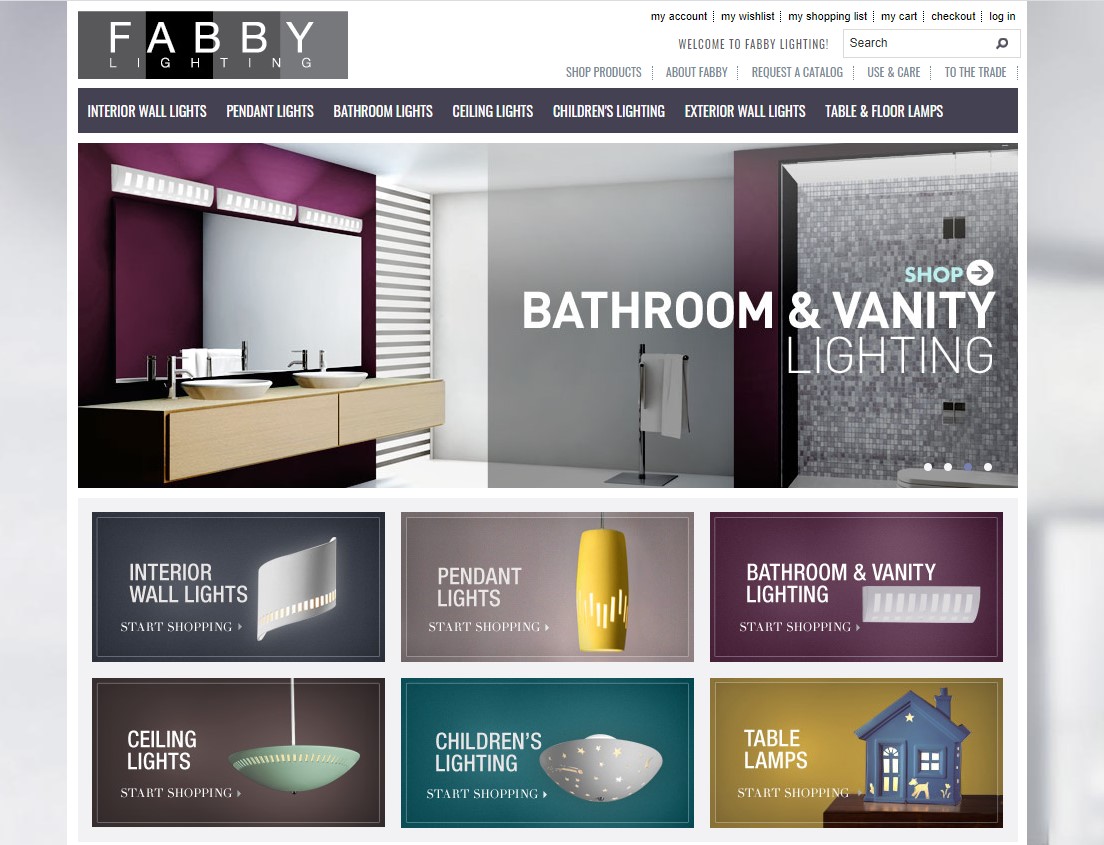 FABBY
LIGHTING
my account
my wishlist
my shopping list
my cart
checkout
log in
WELCOME TO FABBY LIGHTING!
Search
SHOP PRODUCTS
ABOUT FABBY
REQUEST A CATALOG
USE & CARE
TO THE TRADE
INTERIOR WALL LIGHTS
PENDANT LIGHTS
BATHROOM LIGHTS
CEILING LIGHTS
CHILDREN'S LIGHTING
EXTERIOR WALL LIGHTS
TABLE & FLOOR LAMPS
SHOP
BATHROOM & VANITY
LIGHTING
INTERIOR
WALL LIGHTS
START SHOPPING
PENDANT
LIGHTS
START SHOPPING
BATHROOM & VANITY
LIGHTING
START SHOPPING
CEILING
LIGHTS
START SHOPPING
CHILDREN'S
LIGHTING
START SHOPPING
TABLE
LAMPS
START SHOPPING